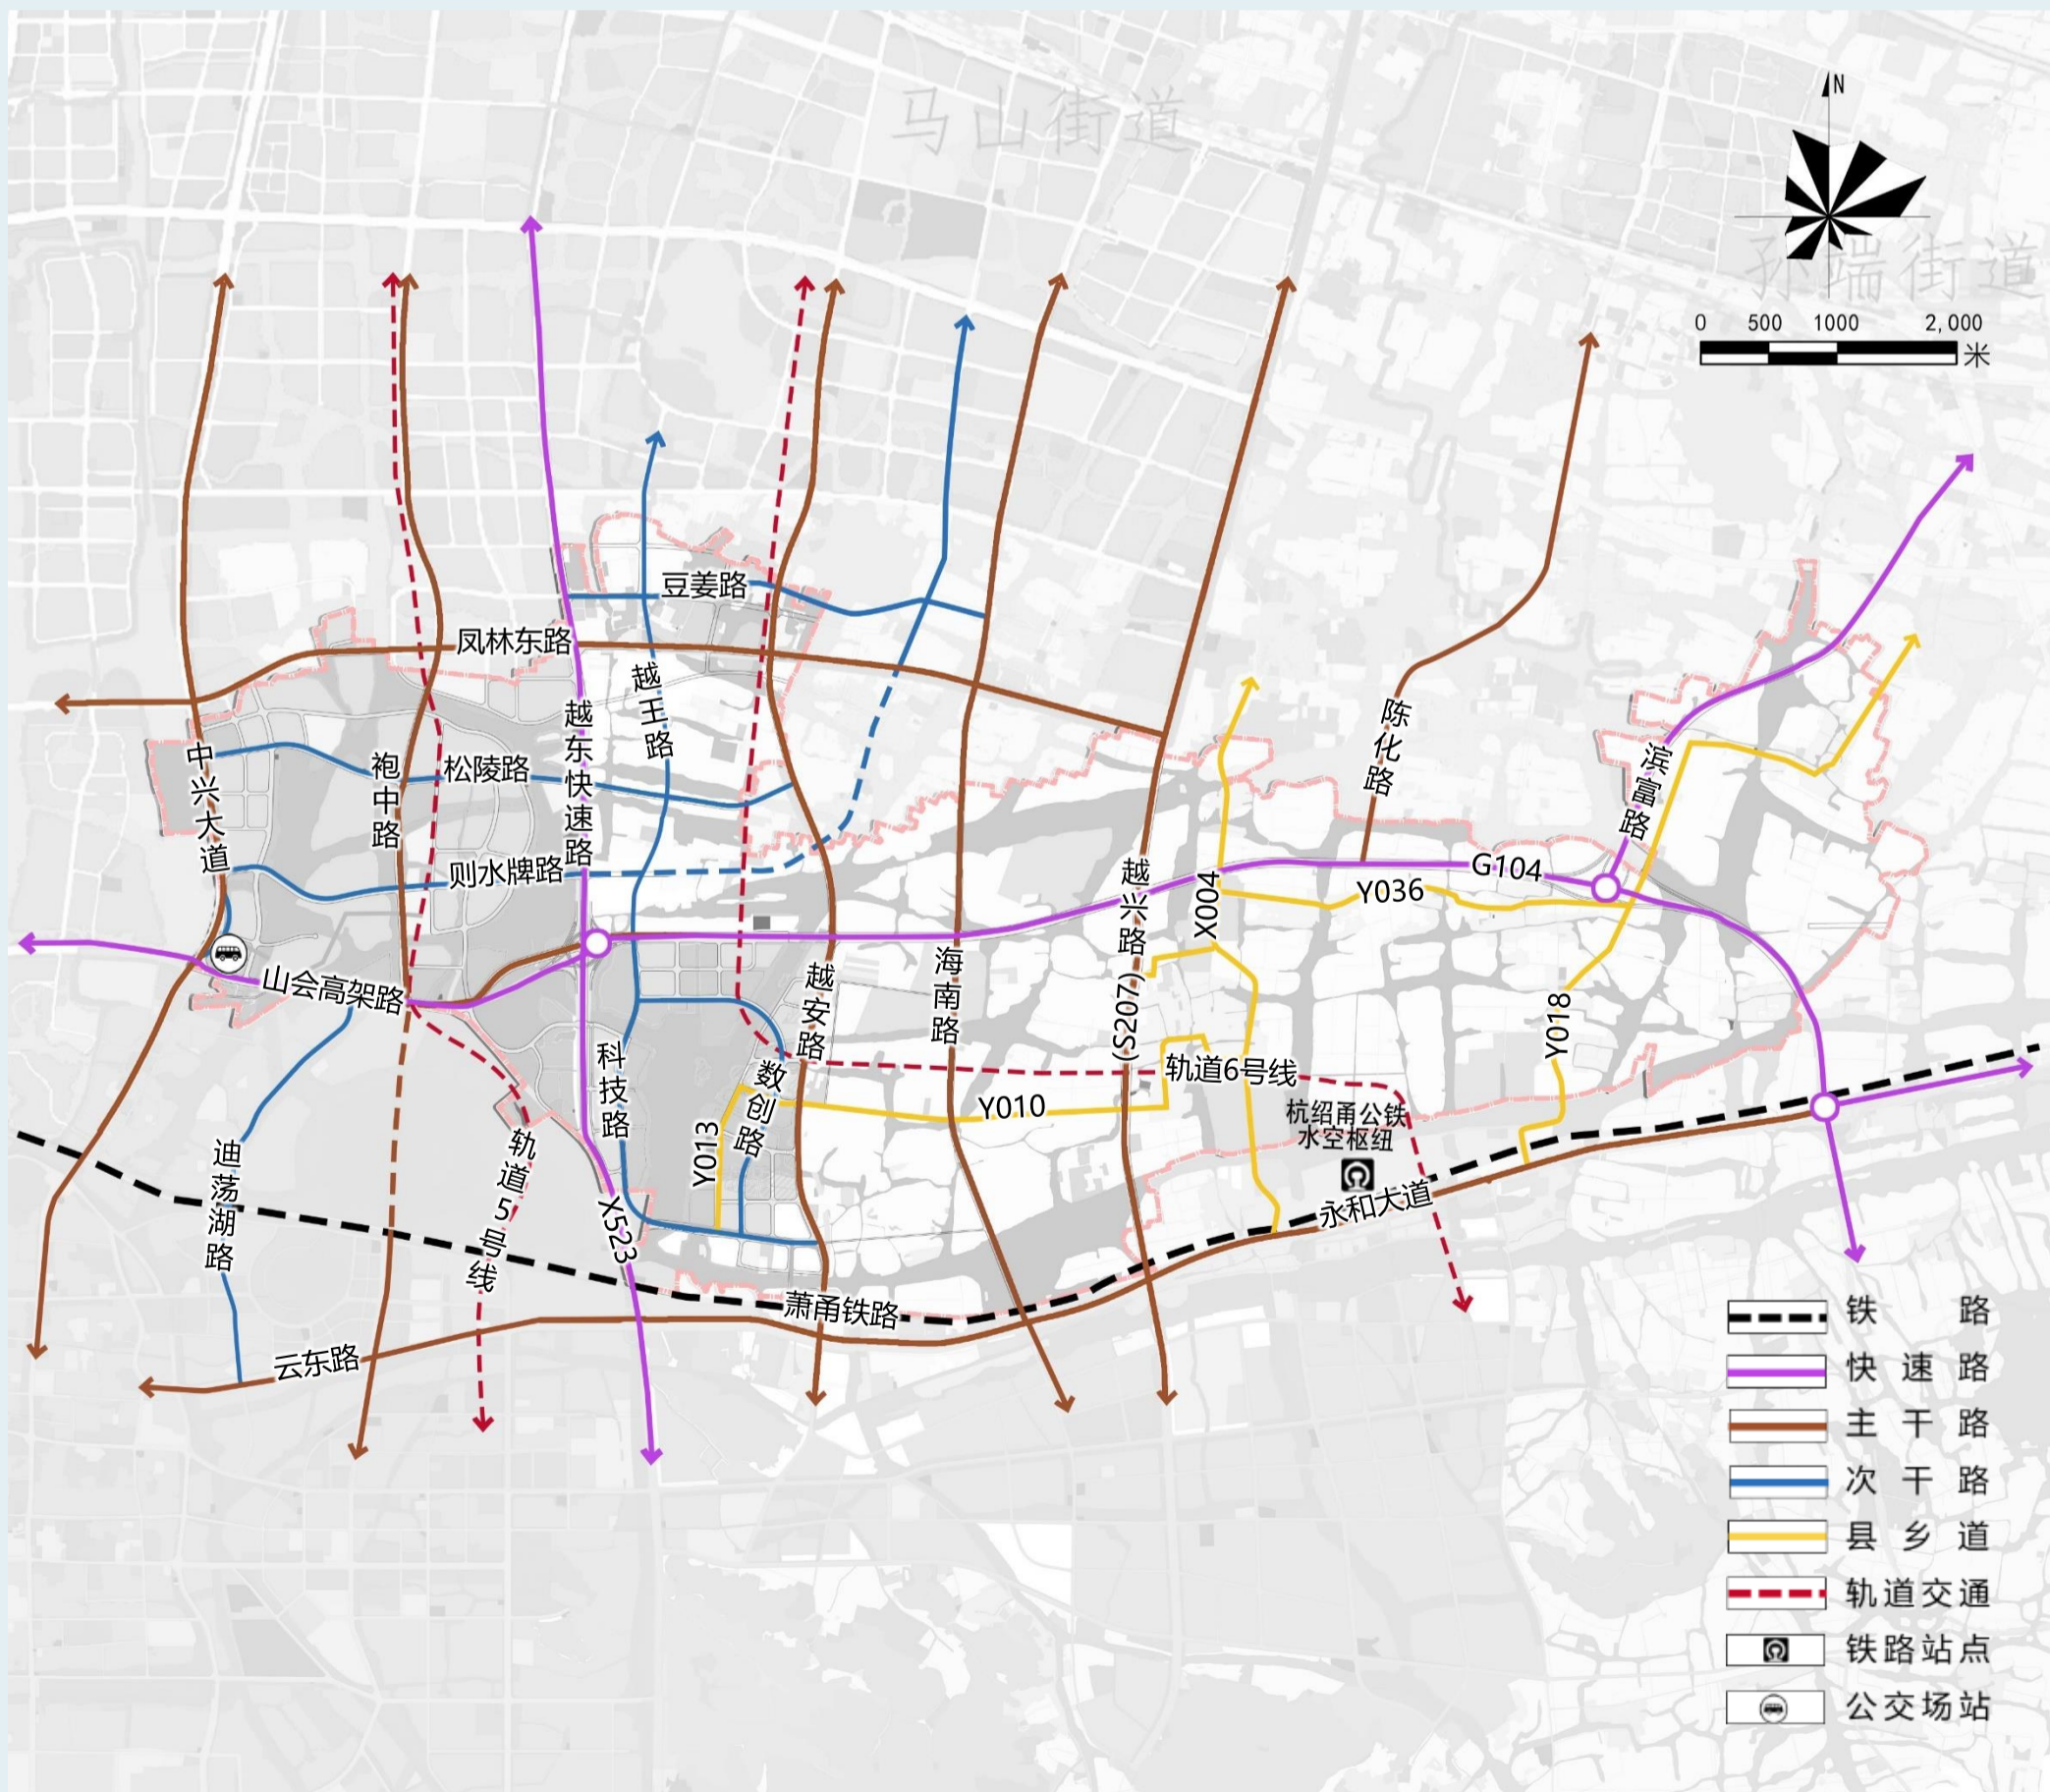 马山街道
N
孙端街道
0 500 1000 2,000
米
豆姜路
凤林东路
越王路
越东快速路
陈化路
中兴大道
袍中路
松陵路
滨富路
则水牌路
G104
越兴路
(S207)
X004
Y036
山会高架路
越安路
海南路
Y018
科技路
数创路
轨道6号线
Y010
杭绍甬公铁
水空枢纽
Y013
轨道5号线
迪荡湖路
永和大道
X523
萧甬铁路
云东路
铁路
快速路
主干路
次干路
县乡道
轨道交通
铁路站点
公交场站